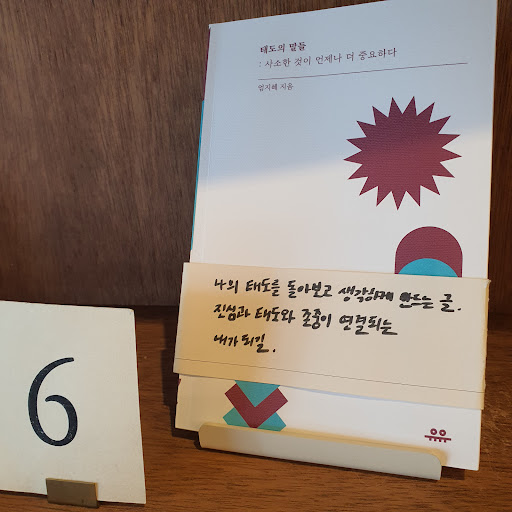 태도의 말들
: 사소한 것이 언제나 더 중요하다
엄지혜 지음
나의 태도를 돌아보고 생각하게 만드는 글.
진심과 태도와 존중이 연결되는
내가 되길.
6
유유